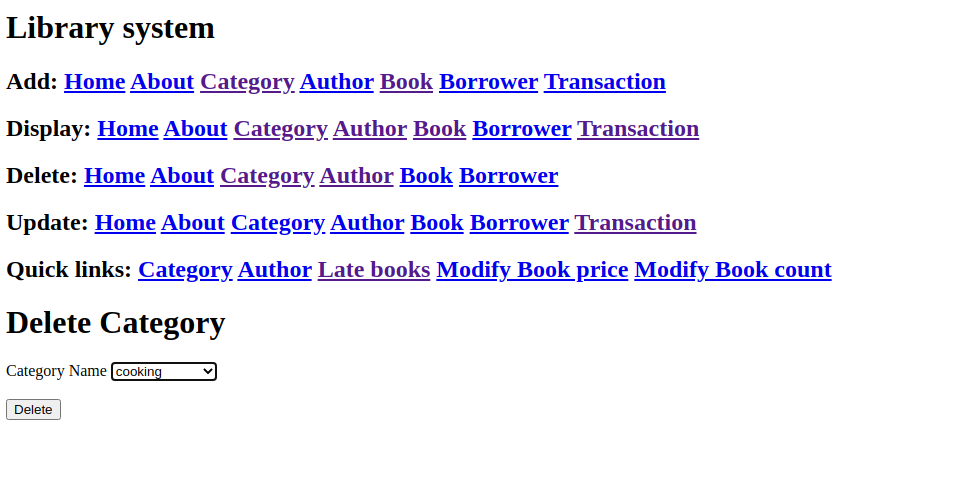 Library system
Add: Home About Category Author Book Borrower Transaction
Display: Home About Category Author Book Borrower Transaction
Delete: Home About Category Author Book Borrower
Update: Home About Category Author Book Borrower Transaction
Quick links: Category Author Late books Modify Book price Modify Book count
Delete Category
Category Name cooking
Delete